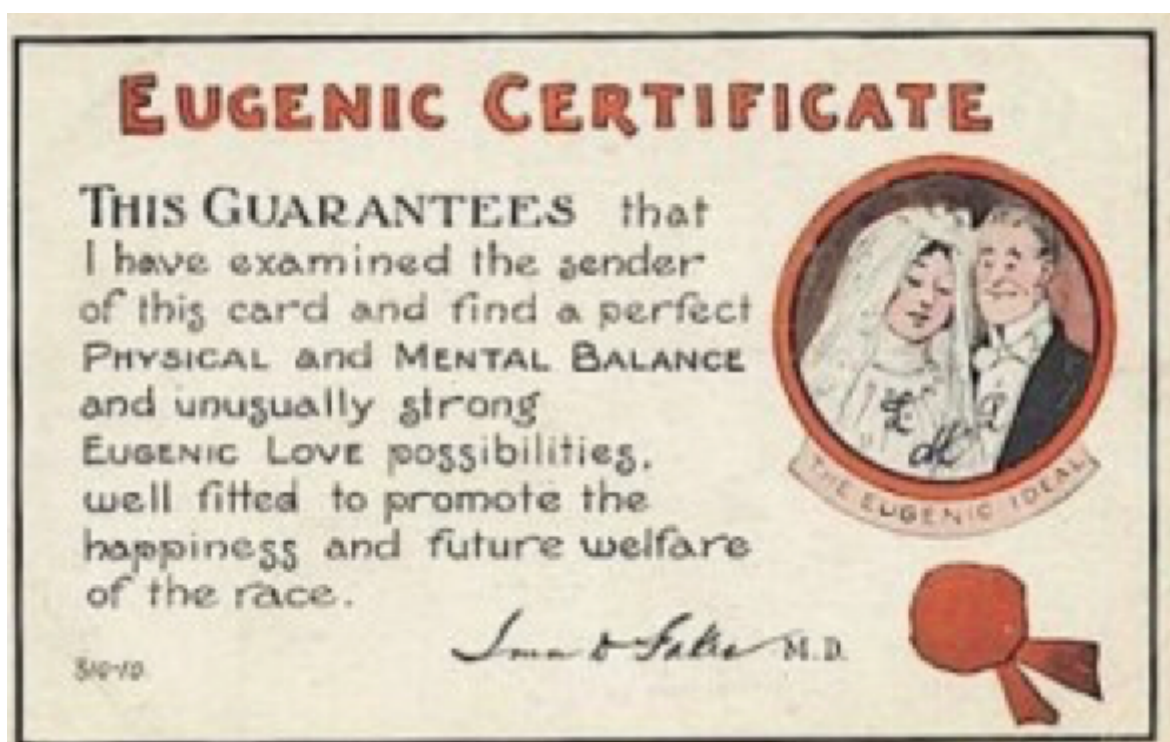 EUGENIC CERTIFICATE
THIS GUARANTEES that
I have examined the sender
of this card and find a perfect
PHYSICAL and MENTAL BALANCE
and unusually strong
EUGENIC LOVE possibilities,
well fitted to promote the
happiness and future welfare
of the race.
M.D.
THE EUGENIC IDEAL